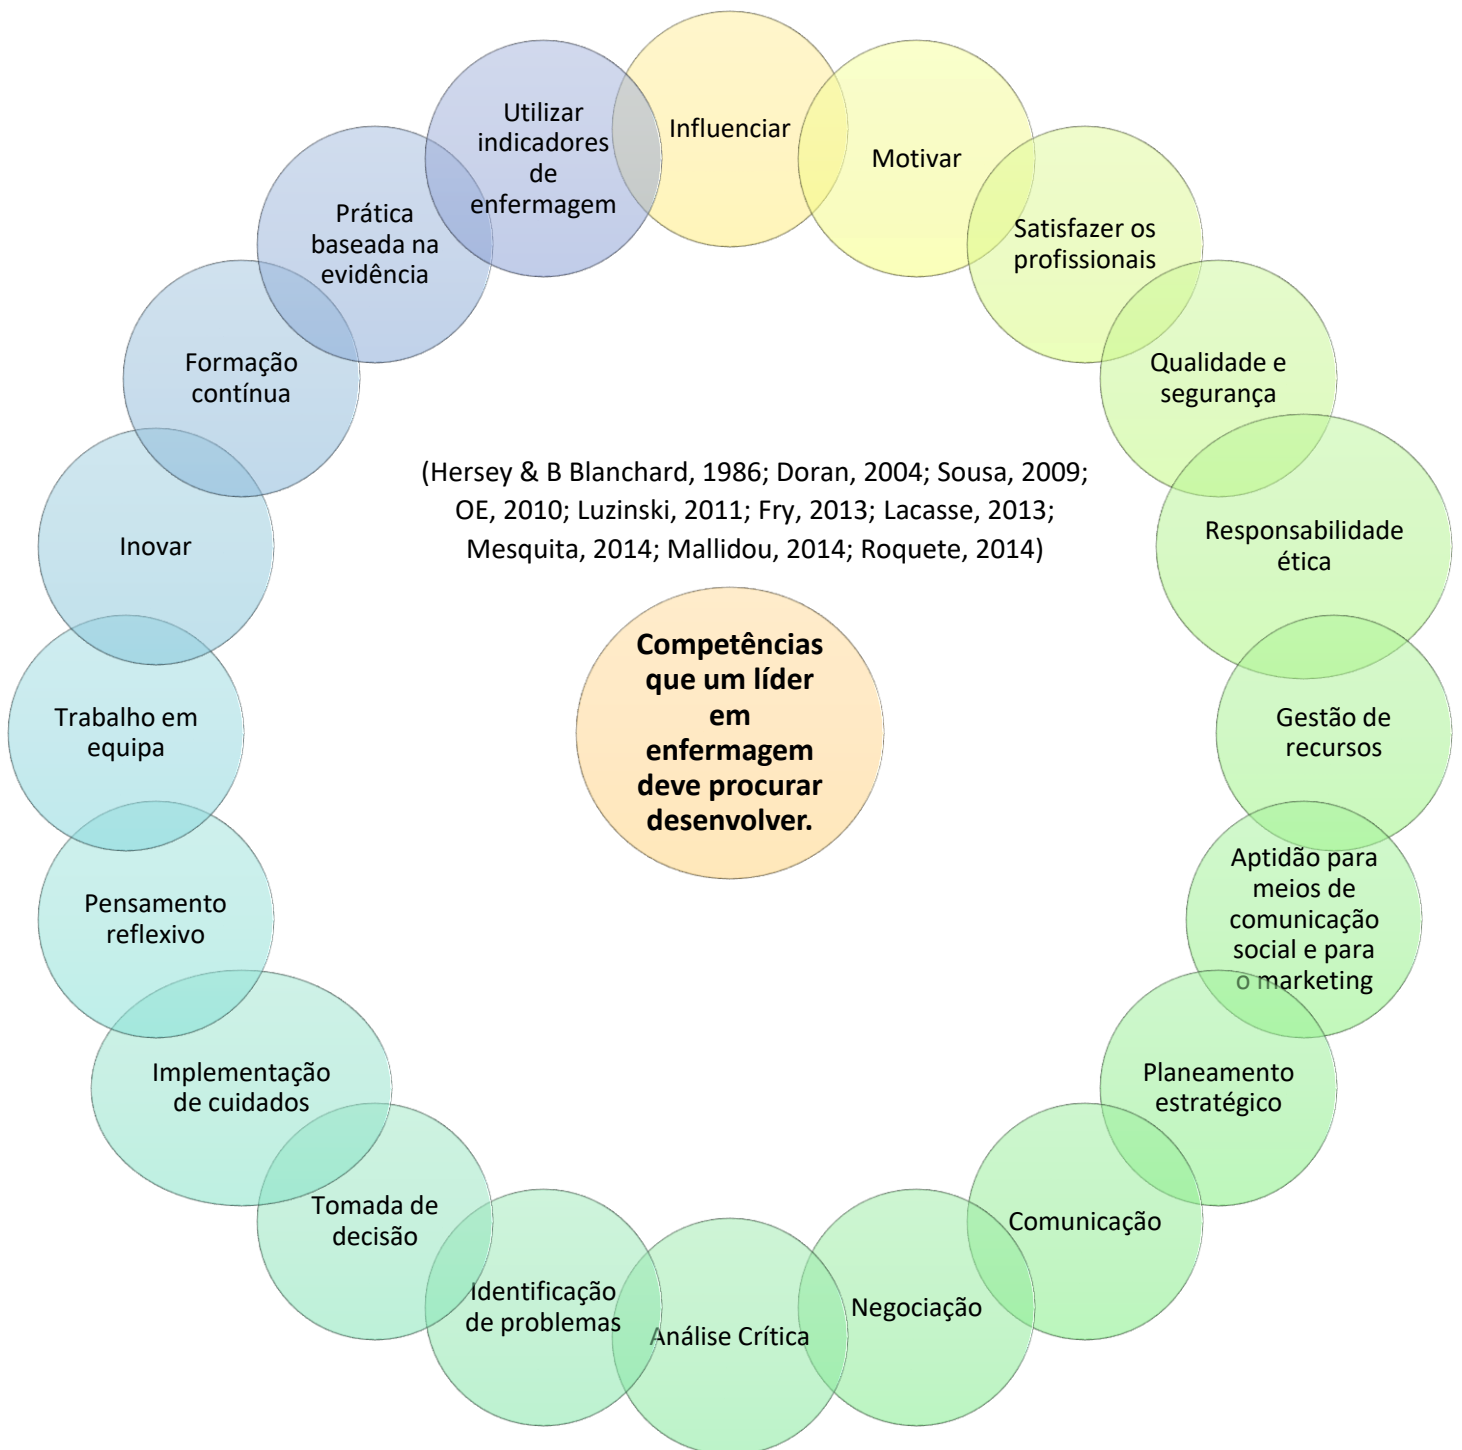 Influenciar
Motivar
Satisfazer os
profissionais
Qualidade e
segurança
Responsabilidade
ética
Gestão de
recursos
Aptidão para
meios de
comunicação
social e para
o marketing
Planeamento
estratégico
Comunicação
Negociação
Análise Crítica
Identificação
de problemas
Tomada de
decisão
Implementação
de cuidados
Pensamento
reflexivo
Trabalho em
equipa
Inovar
Formação
contínua
Prática
baseada na
evidência
Utilizar
indicadores
de
enfermagem
(Hersey & B Blanchard, 1986; Doran, 2004; Sousa, 2009;
OE, 2010; Luzinski, 2011; Fry, 2013; Lacasse, 2013;
Mesquita, 2014; Mallidou, 2014; Roquete, 2014)
Competências
que um líder
em
enfermagem
deve procurar
desenvolver.